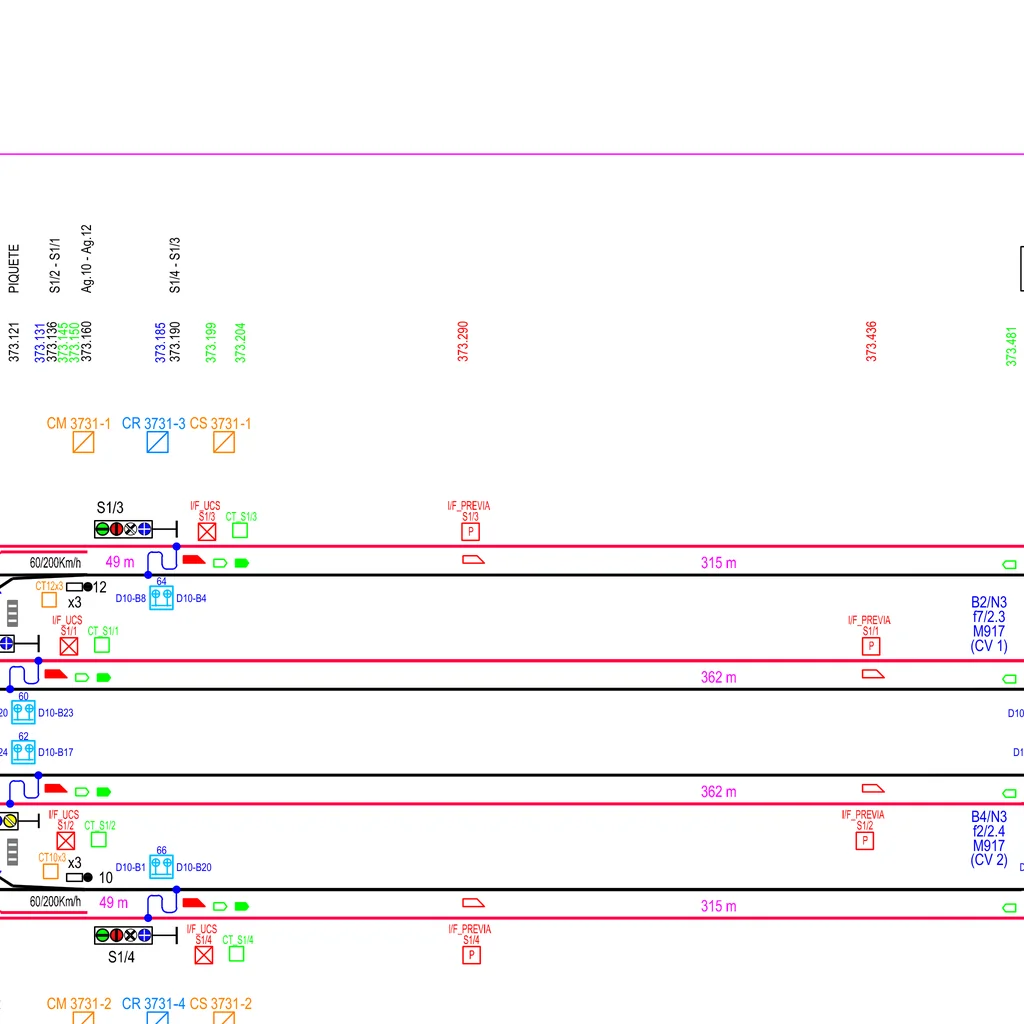 PIQUETE
S1/2 - S1/1
Ag.10 - Ag.12
S1/4 - S1/3
373.121
373.131
373.136
373.145
373.150
373.160
373.185
373.190
373.199
373.204
373.290
373.436
373.481
CM 3731-1
CR 3731-3
CS 3731-1
S1/3
I/F_UCS
S1/3
CT_S1/3
I/F_PREVIA
S1/3
P
60/200Km/h
49 m
315 m
CT12x3
12
x3
64
D10-B8
D10-B4
B2/N3
f7/2.3
M917
(CV 1)
I/F_UCS
S1/1
CT_S1/1
I/F_PREVIA
S1/1
P
362 m
60
20
D10-B23
D10
62
24
D10-B17
D1
362 m
I/F_UCS
S1/2
CT_S1/2
I/F_PREVIA
S1/2
P
B4/N3
f2/2.4
M917
(CV 2)
CT10x3
x3
10
66
D10-B1
D10-B20
60/200Km/h
49 m
315 m
S1/4
I/F_UCS
S1/4
CT_S1/4
I/F_PREVIA
S1/4
P
CM 3731-2
CR 3731-4
CS 3731-2